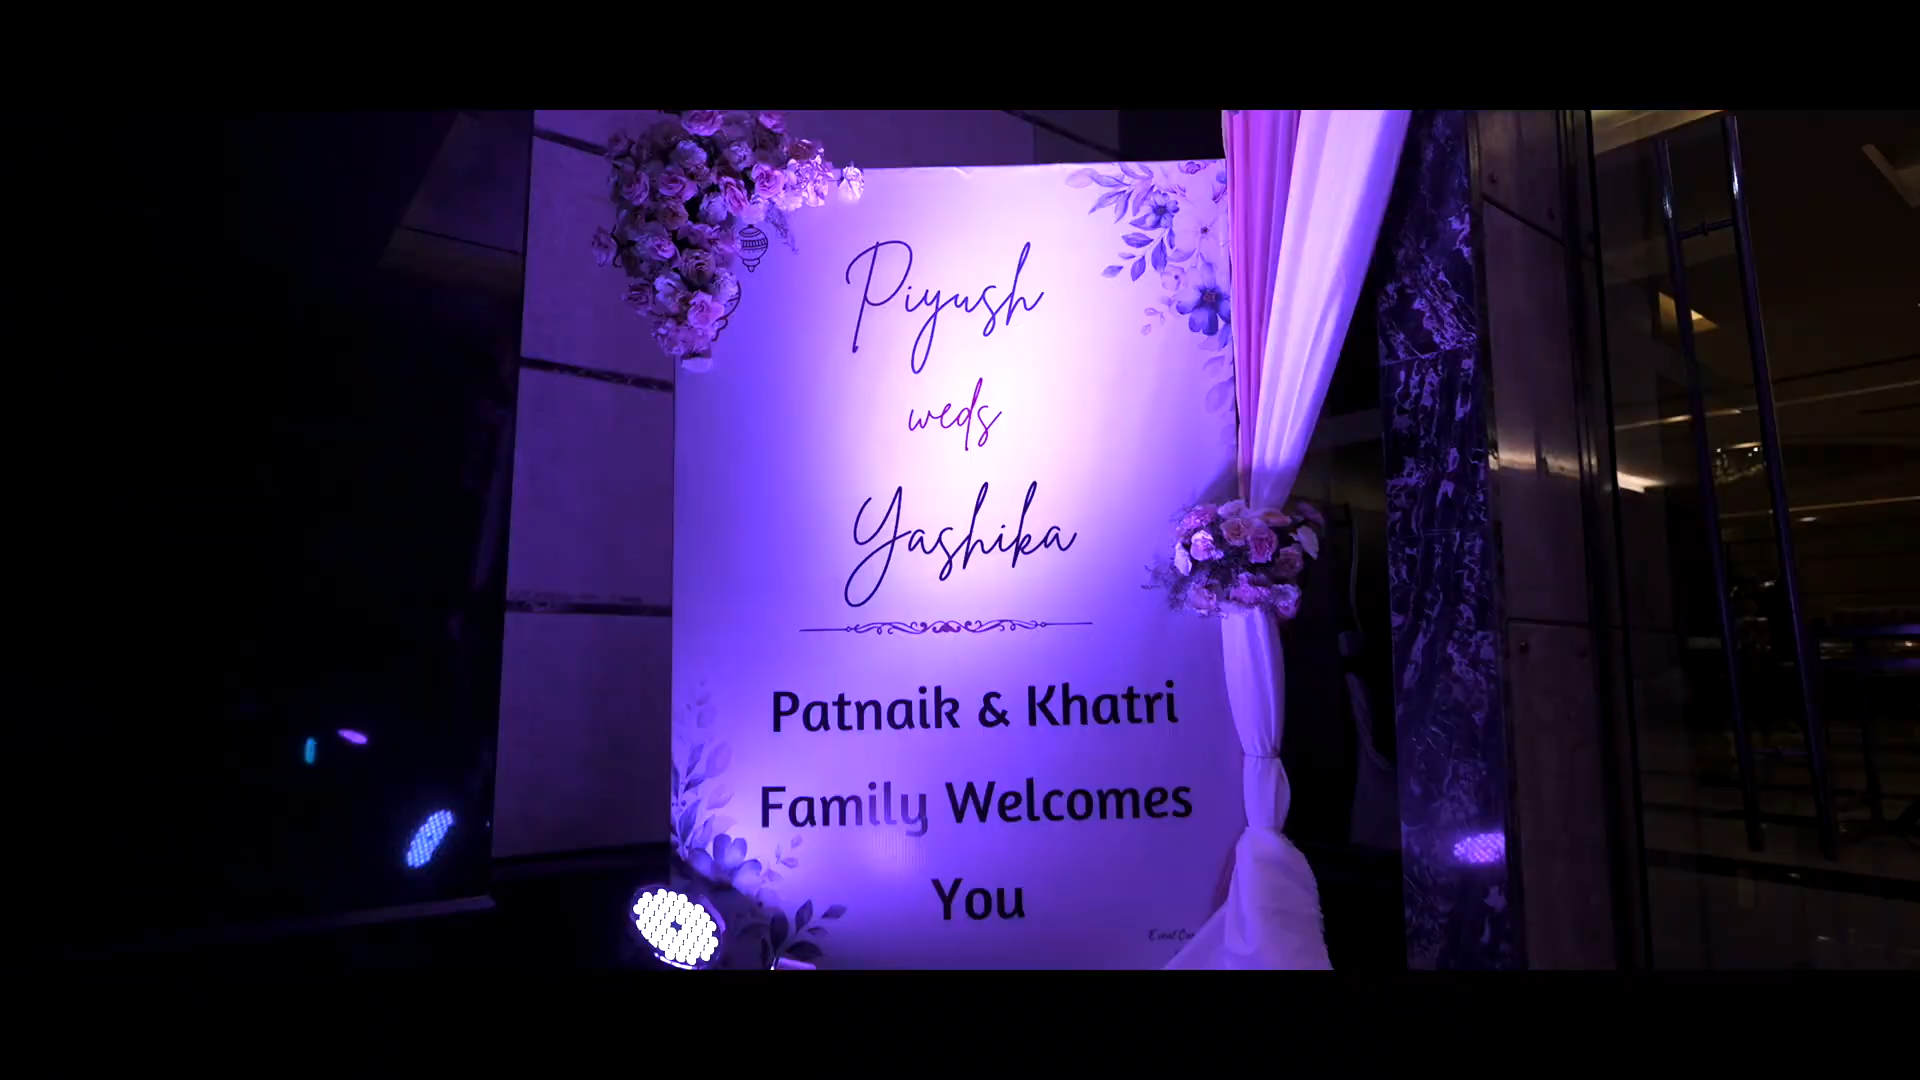 Piyush
weds
Yashika
Patnaik & Khatri
Family Welcomes
You